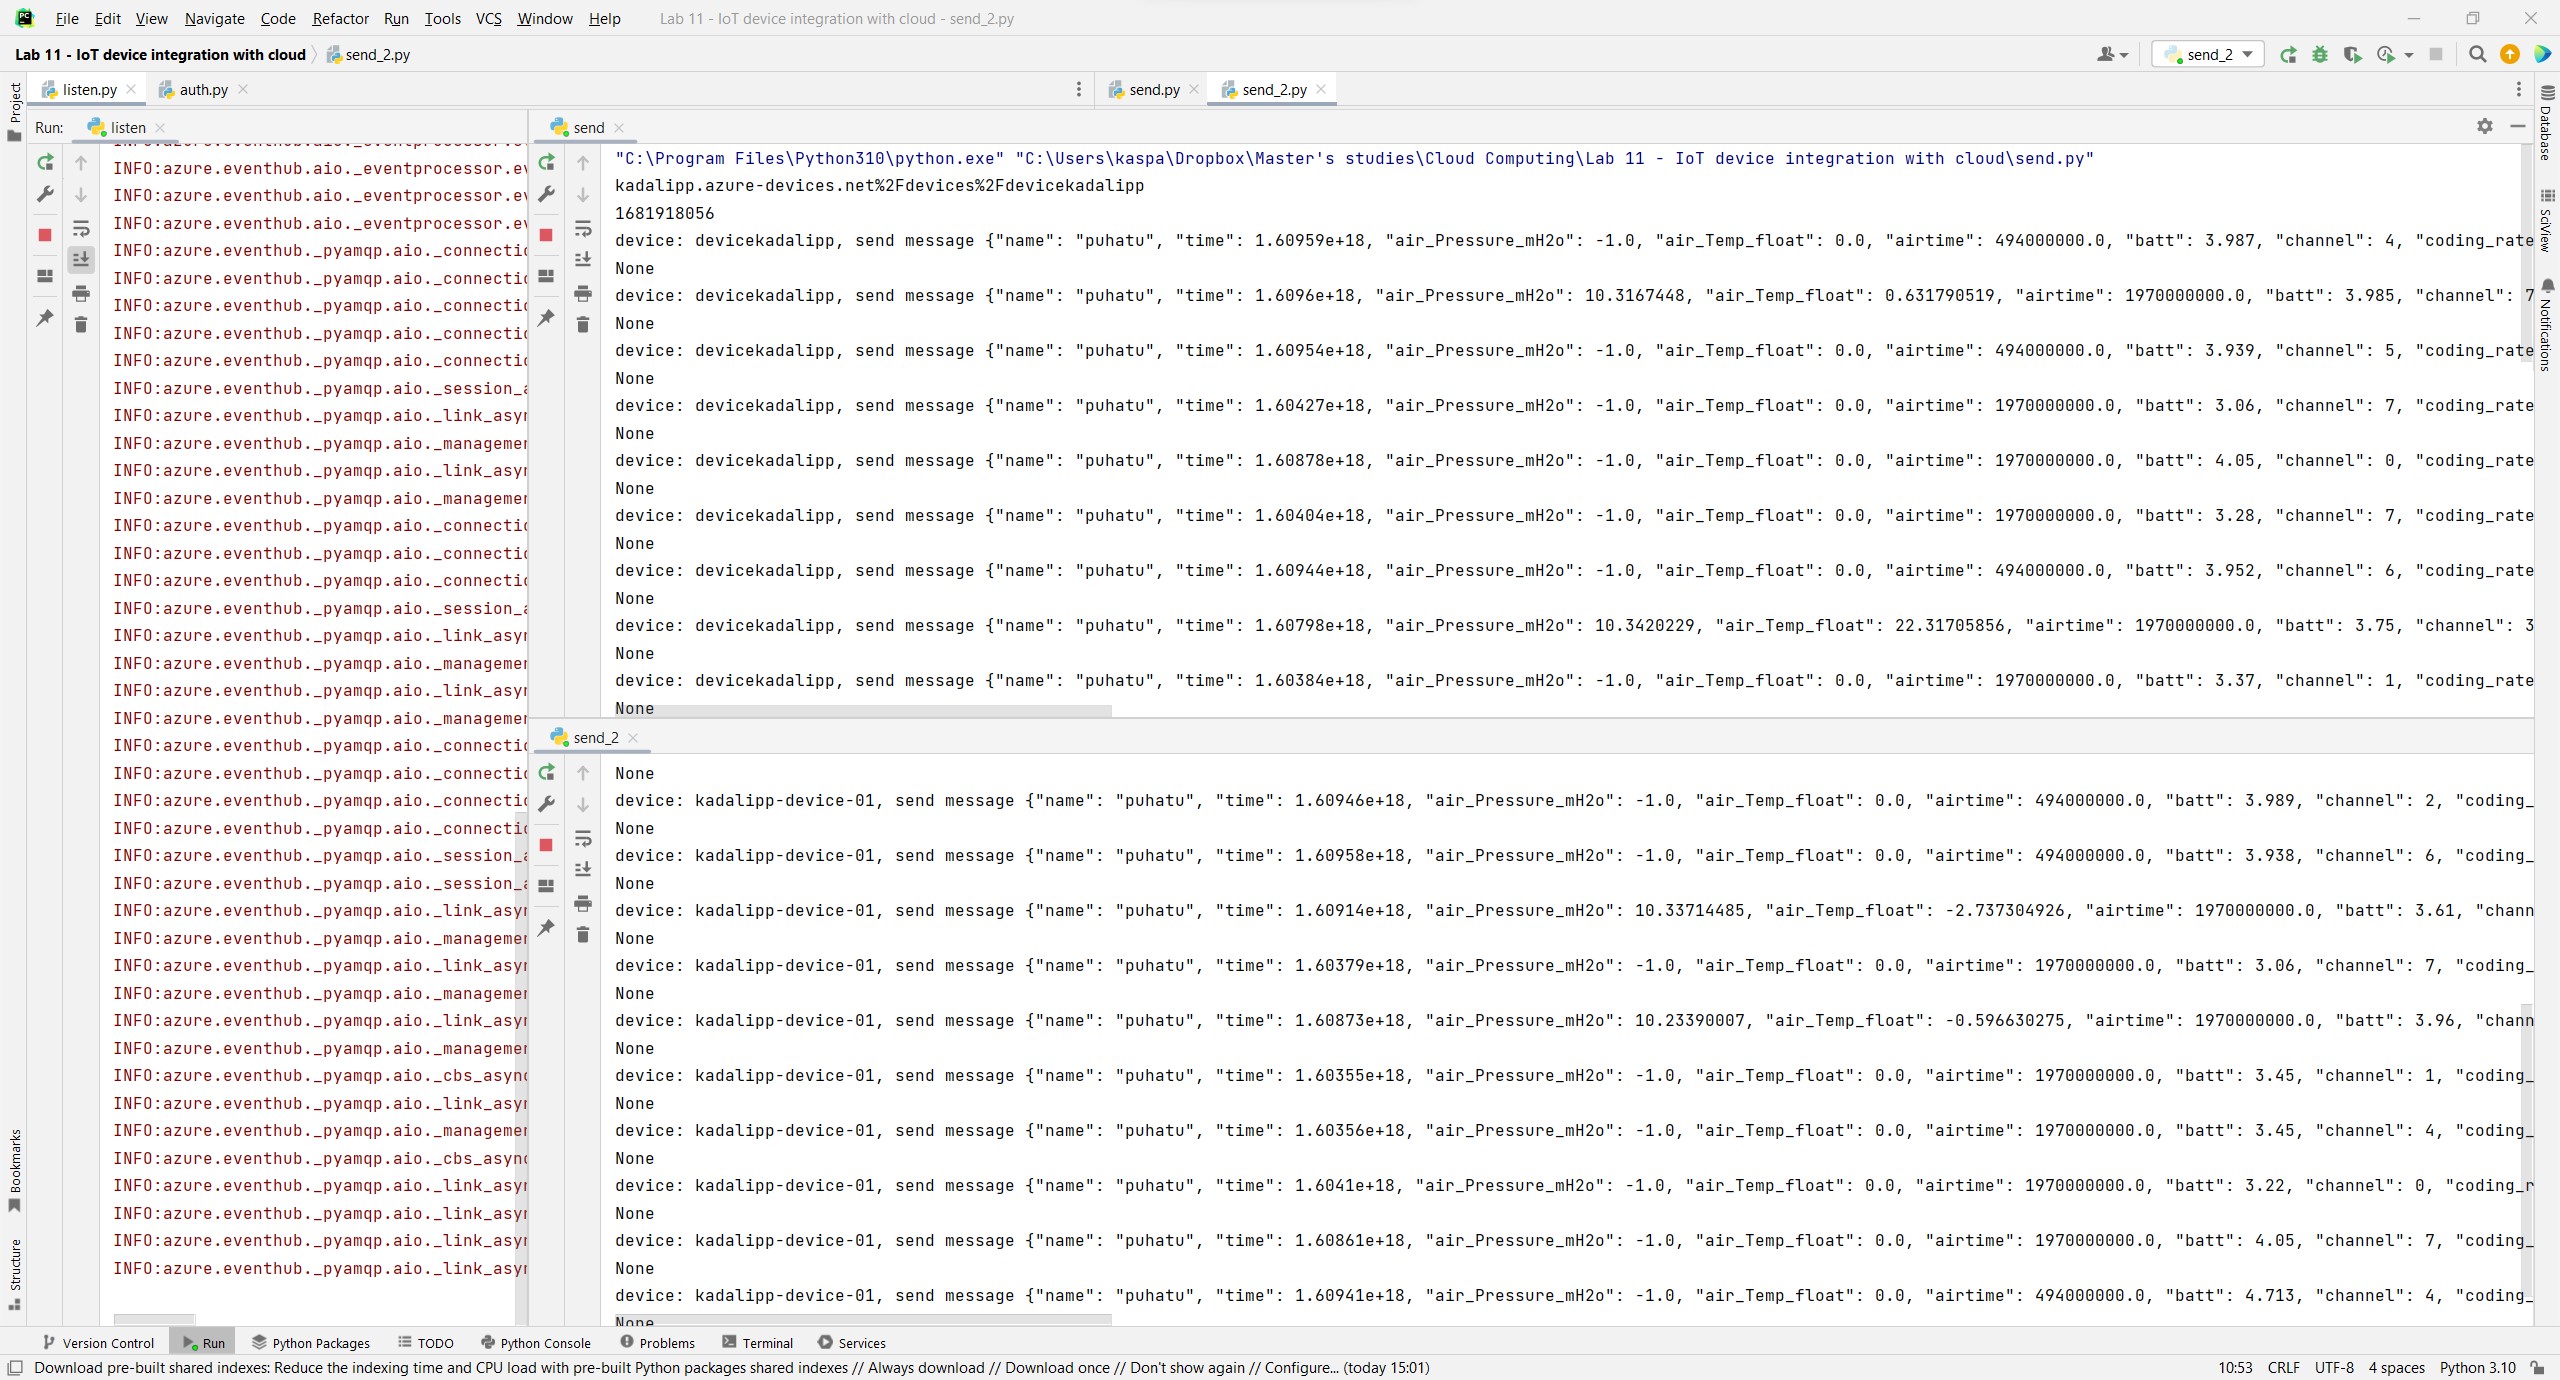 File Edit View Navigate Code Refactor Run Tools VCS Window Help Lab 11 - IoT device integration with cloud - send_2.py
Lab 11 - IoT device integration with cloud send_2.py
send_2
listen.py
auth.py
send.py
send_2.py
Project
Bookmarks
Structure
Run: listen
INFO:azure.eventhub.aio._eventprocessor.ev
INFO:azure.eventhub.aio._eventprocessor.ev
INFO:azure.eventhub.aio._eventprocessor.ev
INFO:azure.eventhub._pyamqp.aio._connectio
INFO:azure.eventhub._pyamqp.aio._connectio
INFO:azure.eventhub._pyamqp.aio._connectio
INFO:azure.eventhub._pyamqp.aio._connectio
INFO:azure.eventhub._pyamqp.aio._connectio
INFO:azure.eventhub._pyamqp.aio._session_a
INFO:azure.eventhub._pyamqp.aio._link_asyn
INFO:azure.eventhub._pyamqp.aio._managemen
INFO:azure.eventhub._pyamqp.aio._link_asyn
INFO:azure.eventhub._pyamqp.aio._managemen
INFO:azure.eventhub._pyamqp.aio._connectio
INFO:azure.eventhub._pyamqp.aio._connectio
INFO:azure.eventhub._pyamqp.aio._connectio
INFO:azure.eventhub._pyamqp.aio._session_a
INFO:azure.eventhub._pyamqp.aio._link_asyn
INFO:azure.eventhub._pyamqp.aio._managemen
INFO:azure.eventhub._pyamqp.aio._link_asyn
INFO:azure.eventhub._pyamqp.aio._managemen
INFO:azure.eventhub._pyamqp.aio._connectio
INFO:azure.eventhub._pyamqp.aio._connectio
INFO:azure.eventhub._pyamqp.aio._connectio
INFO:azure.eventhub._pyamqp.aio._connectio
INFO:azure.eventhub._pyamqp.aio._session_a
INFO:azure.eventhub._pyamqp.aio._session_a
INFO:azure.eventhub._pyamqp.aio._link_asyn
INFO:azure.eventhub._pyamqp.aio._managemen
INFO:azure.eventhub._pyamqp.aio._link_asyn
INFO:azure.eventhub._pyamqp.aio._managemen
INFO:azure.eventhub._pyamqp.aio._link_asyn
INFO:azure.eventhub._pyamqp.aio._managemen
INFO:azure.eventhub._pyamqp.aio._cbs_async
INFO:azure.eventhub._pyamqp.aio._link_asyn
INFO:azure.eventhub._pyamqp.aio._managemen
INFO:azure.eventhub._pyamqp.aio._cbs_async
INFO:azure.eventhub._pyamqp.aio._link_asyn
INFO:azure.eventhub._pyamqp.aio._link_asyn
INFO:azure.eventhub._pyamqp.aio._link_asyn
INFO:azure.eventhub._pyamqp.aio._link_asyn
send
"C:\Program Files\Python310\python.exe" "C:\Users\kaspa\Dropbox\Master's studies\Cloud Computing\Lab 11 - IoT device integration with cloud\send.py"
kadalipp.azure-devices.net%2Fdevices%2Fdevicekadalipp
1681918056
device: devicekadalipp, send message {"name": "puhatu", "time": 1.60959e+18, "air_Pressure_mH2o": -1.0, "air_Temp_float": 0.0, "airtime": 494000000.0, "batt": 3.987, "channel": 4, "coding_rate
None
device: devicekadalipp, send message {"name": "puhatu", "time": 1.6096e+18, "air_Pressure_mH2o": 10.3167448, "air_Temp_float": 0.631790519, "airtime": 1970000000.0, "batt": 3.985, "channel": 7
None
device: devicekadalipp, send message {"name": "puhatu", "time": 1.60954e+18, "air_Pressure_mH2o": -1.0, "air_Temp_float": 0.0, "airtime": 494000000.0, "batt": 3.939, "channel": 5, "coding_rate
None
device: devicekadalipp, send message {"name": "puhatu", "time": 1.60427e+18, "air_Pressure_mH2o": -1.0, "air_Temp_float": 0.0, "airtime": 1970000000.0, "batt": 3.06, "channel": 7, "coding_rate
None
device: devicekadalipp, send message {"name": "puhatu", "time": 1.60878e+18, "air_Pressure_mH2o": -1.0, "air_Temp_float": 0.0, "airtime": 1970000000.0, "batt": 4.05, "channel": 0, "coding_rate
None
device: devicekadalipp, send message {"name": "puhatu", "time": 1.60404e+18, "air_Pressure_mH2o": -1.0, "air_Temp_float": 0.0, "airtime": 1970000000.0, "batt": 3.28, "channel": 7, "coding_rate
None
device: devicekadalipp, send message {"name": "puhatu", "time": 1.60944e+18, "air_Pressure_mH2o": -1.0, "air_Temp_float": 0.0, "airtime": 494000000.0, "batt": 3.952, "channel": 6, "coding_rate
None
device: devicekadalipp, send message {"name": "puhatu", "time": 1.60798e+18, "air_Pressure_mH2o": 10.3420229, "air_Temp_float": 22.31705856, "airtime": 1970000000.0, "batt": 3.75, "channel": 3
None
device: devicekadalipp, send message {"name": "puhatu", "time": 1.60384e+18, "air_Pressure_mH2o": -1.0, "air_Temp_float": 0.0, "airtime": 1970000000.0, "batt": 3.37, "channel": 1, "coding_rate
None
send_2
None
device: kadalipp-device-01, send message {"name": "puhatu", "time": 1.60946e+18, "air_Pressure_mH2o": -1.0, "air_Temp_float": 0.0, "airtime": 494000000.0, "batt": 3.989, "channel": 2, "coding_
None
device: kadalipp-device-01, send message {"name": "puhatu", "time": 1.60958e+18, "air_Pressure_mH2o": -1.0, "air_Temp_float": 0.0, "airtime": 494000000.0, "batt": 3.938, "channel": 6, "coding_
None
device: kadalipp-device-01, send message {"name": "puhatu", "time": 1.60914e+18, "air_Pressure_mH2o": 10.33714485, "air_Temp_float": -2.737304926, "airtime": 1970000000.0, "batt": 3.61, "chann
None
device: kadalipp-device-01, send message {"name": "puhatu", "time": 1.60379e+18, "air_Pressure_mH2o": -1.0, "air_Temp_float": 0.0, "airtime": 1970000000.0, "batt": 3.06, "channel": 7, "coding_
None
device: kadalipp-device-01, send message {"name": "puhatu", "time": 1.60873e+18, "air_Pressure_mH2o": 10.23390007, "air_Temp_float": -0.596630275, "airtime": 1970000000.0, "batt": 3.96, "chann
None
device: kadalipp-device-01, send message {"name": "puhatu", "time": 1.60355e+18, "air_Pressure_mH2o": -1.0, "air_Temp_float": 0.0, "airtime": 1970000000.0, "batt": 3.45, "channel": 1, "coding_
None
device: kadalipp-device-01, send message {"name": "puhatu", "time": 1.60356e+18, "air_Pressure_mH2o": -1.0, "air_Temp_float": 0.0, "airtime": 1970000000.0, "batt": 3.45, "channel": 4, "coding_
None
device: kadalipp-device-01, send message {"name": "puhatu", "time": 1.6041e+18, "air_Pressure_mH2o": -1.0, "air_Temp_float": 0.0, "airtime": 1970000000.0, "batt": 3.22, "channel": 0, "coding_r
None
device: kadalipp-device-01, send message {"name": "puhatu", "time": 1.60861e+18, "air_Pressure_mH2o": -1.0, "air_Temp_float": 0.0, "airtime": 1970000000.0, "batt": 4.05, "channel": 7, "coding_
None
device: kadalipp-device-01, send message {"name": "puhatu", "time": 1.60941e+18, "air_Pressure_mH2o": -1.0, "air_Temp_float": 0.0, "airtime": 494000000.0, "batt": 4.713, "channel": 4, "coding_
None
Database
SciView
Notifications
Version Control Run Python Packages TODO Python Console Problems Terminal Services
Download pre-built shared indexes: Reduce the indexing time and CPU load with pre-built Python packages shared indexes // Always download // Download once // Don't show again // Configure... (today 15:01) 10:53 CRLF UTF-8 4 spaces Python 3.10